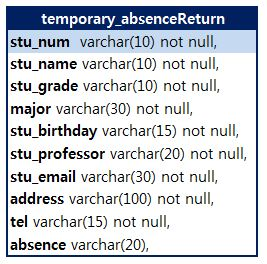 temporary_absenceReturn
stu_num varchar(10) not null,
stu_name varchar(10) not null,
stu_grade varchar(10) not null,
major varchar(30) not null,
stu_birthday varchar(15) not null,
stu_professor varchar(20) not null,
stu_email varchar(30) not null,
address varchar(100) not null,
tel varchar(15) not null,
absence varchar(20),